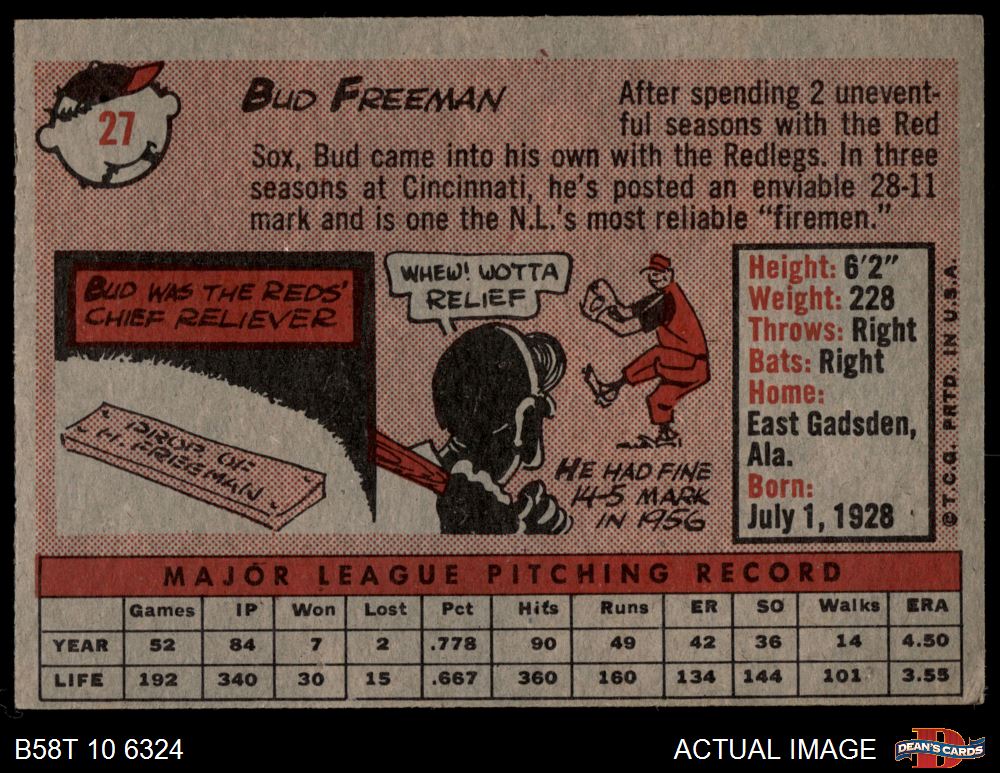 27
BUD FREEMAN
After spending 2 unevent-
ful seasons with the Red
Sox, Bud came into his own with the Redlegs. In three
seasons at Cincinnati, he's posted an enviable 28-11
mark and is one the N.L.'s most reliable "firemen."
BUD WAS THE REDS'
CHIEF RELIEVER
PROP. OF
H. FREEMAN
WHEW! WOTTA
RELIEF
HE HAD FINE
14-5 MARK
IN 1956
Height: 6'2"
Weight: 228
Throws: Right
Bats: Right
Home:
East Gadsden,
Ala.
Born:
July 1, 1928
© T.C.G. PRTD. IN U.S.A.
MAJOR LEAGUE PITCHING RECORD
Games IP Won Lost Pct Hits Runs ER SO Walks ERA
YEAR 52 84 7 2 .778 90 49 42 36 14 4.50
LIFE 192 340 30 15 .667 360 160 134 144 101 3.55
B58T 10 6324
ACTUAL IMAGE
D
DEAN'S CARDS